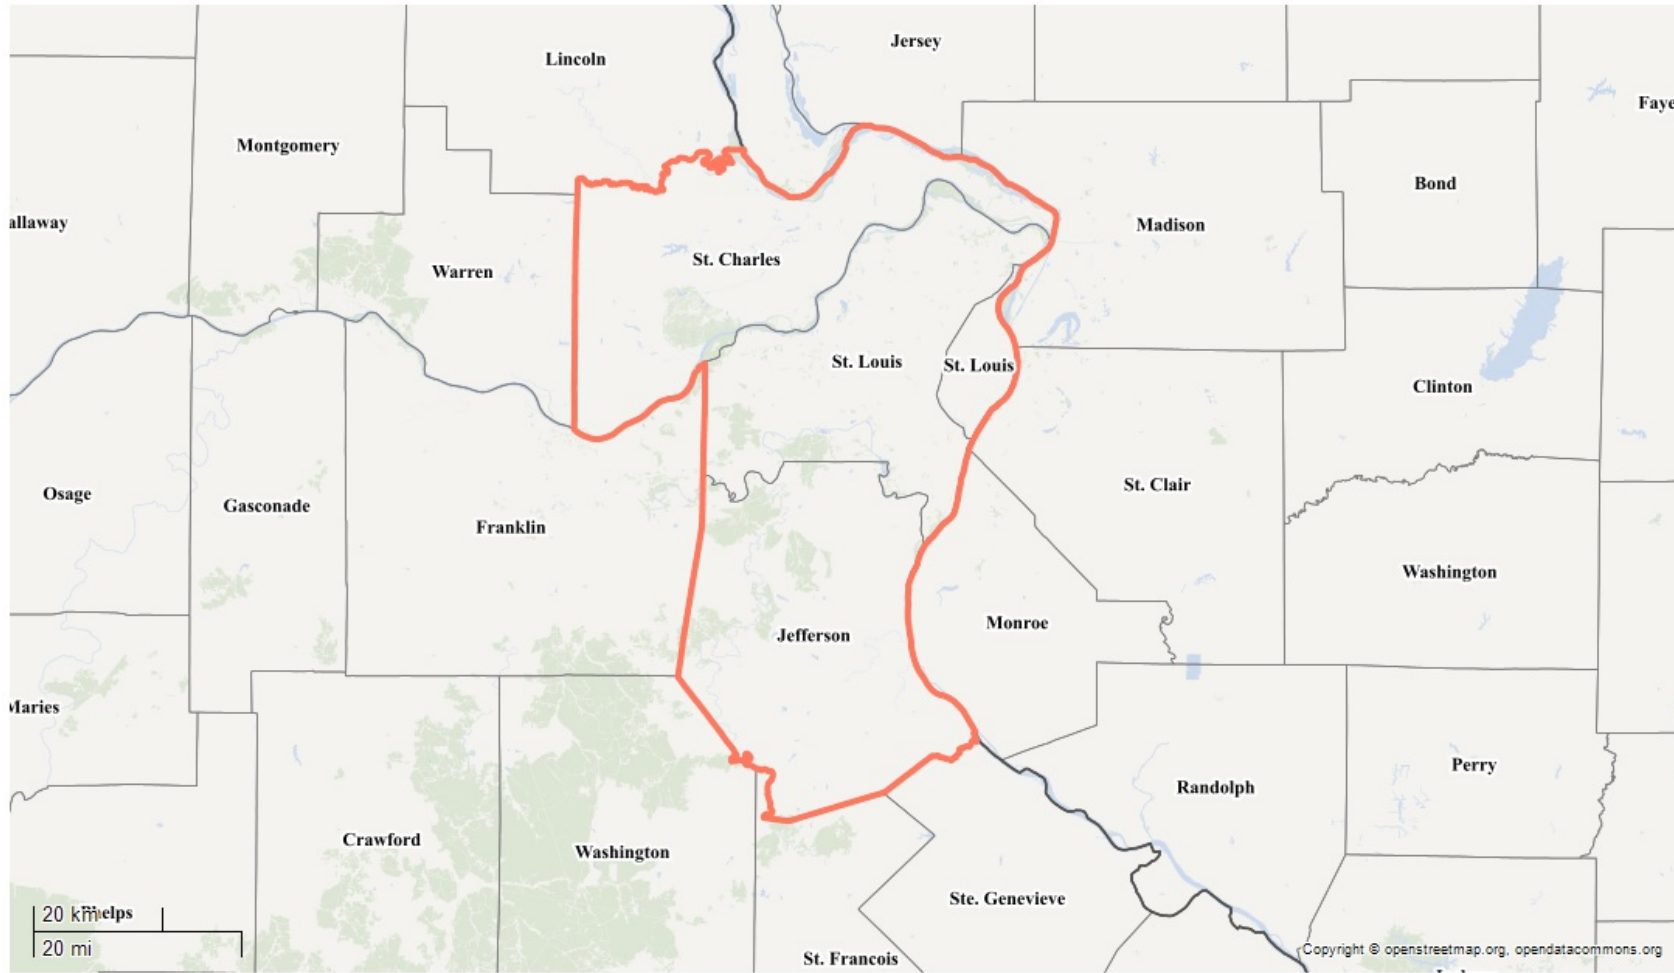 Jersey
Lincoln
Faye
Montgomery
Bond
allaway
Madison
St. Charles
Warren
St. Louis
St. Louis
Clinton
St. Clair
Osage
Gasconade
Franklin
Washington
Monroe
Jefferson
Maries
Perry
Randolph
Crawford
Washington
Ste. Genevieve
20 km
Phelps
20 mi
Copyright © openstreetmap.org, opendatacommons.org
St. Francois